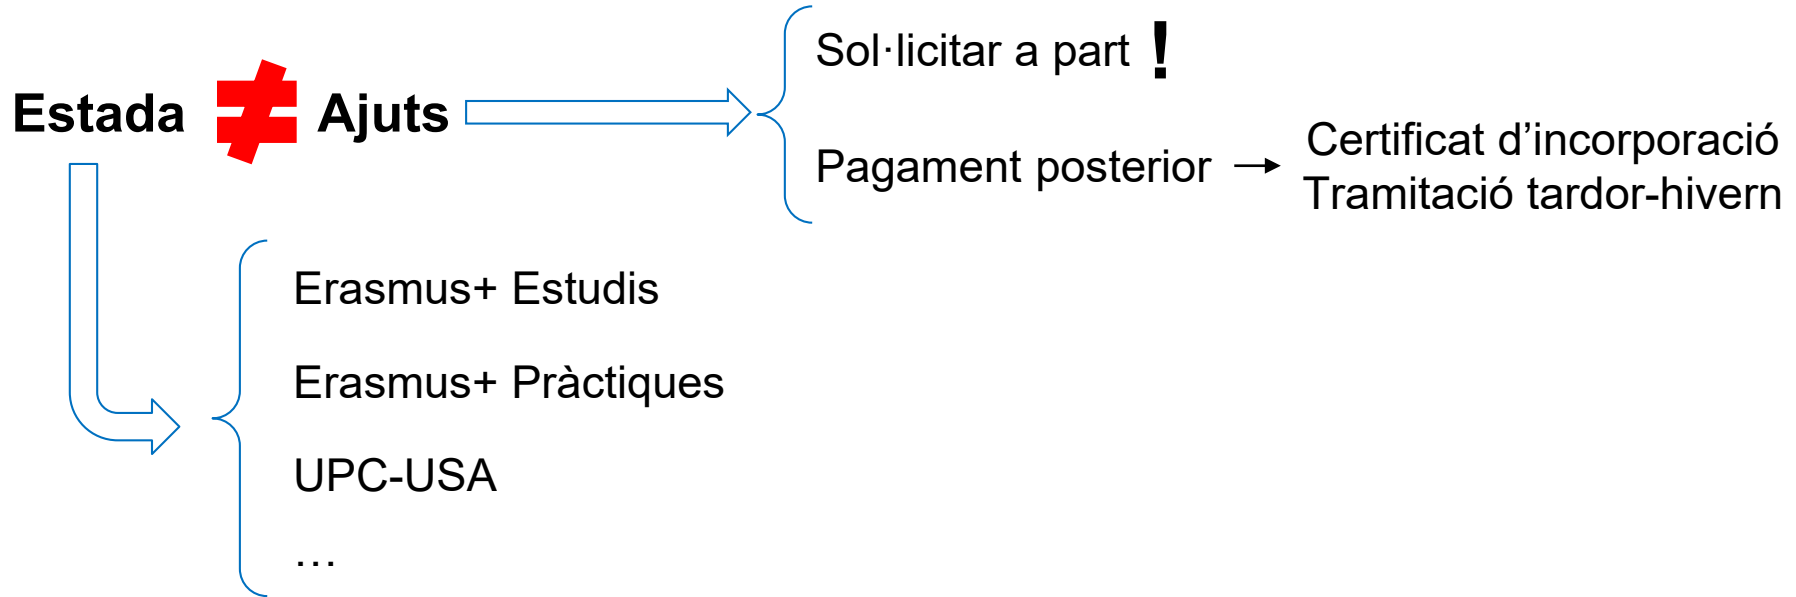 Estada ≠ Ajuts
Sol·licitar a part !
Pagament posterior → Certificat d’incorporació
Tramitació tardor-hivern
Erasmus+ Estudis
Erasmus+ Pràctiques
UPC-USA
…